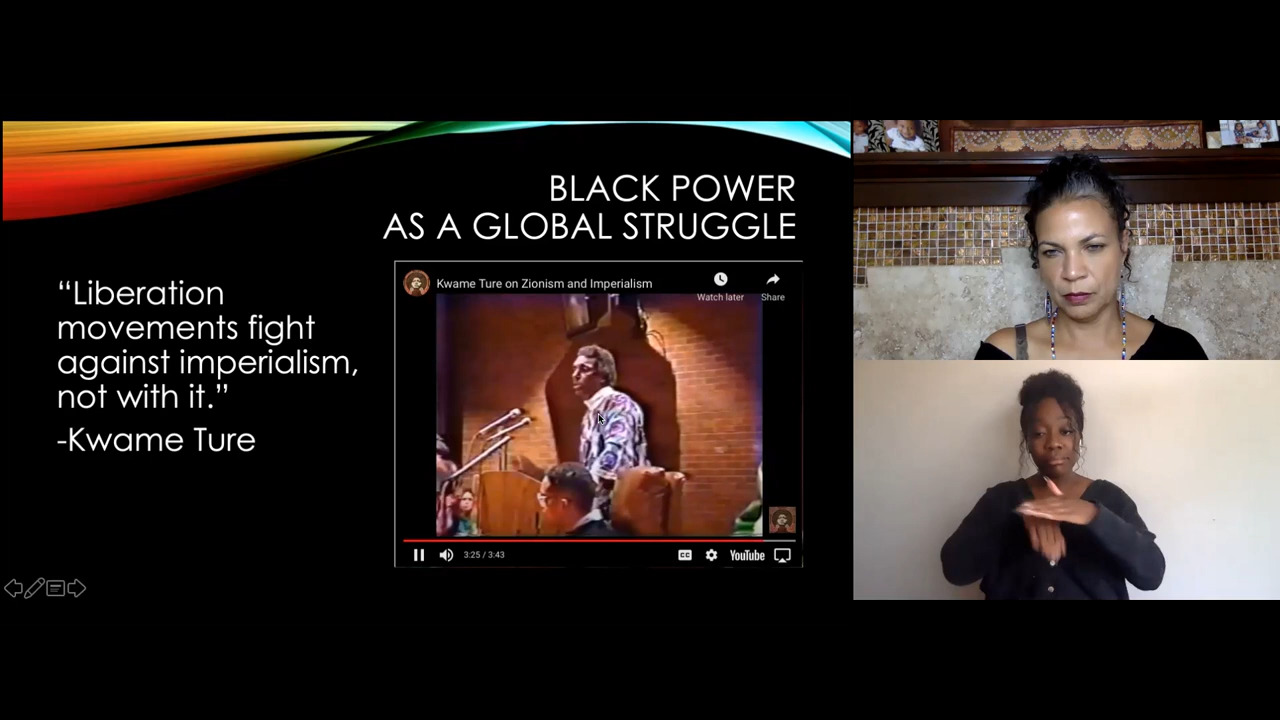 BLACK POWER
AS A GLOBAL STRUGGLE
“Liberation
movements fight
against imperialism,
not with it.”
-Kwame Ture
Kwame Ture on Zionism and Imperialism
Watch later
Share
3:25 / 3:43
CC
YouTube